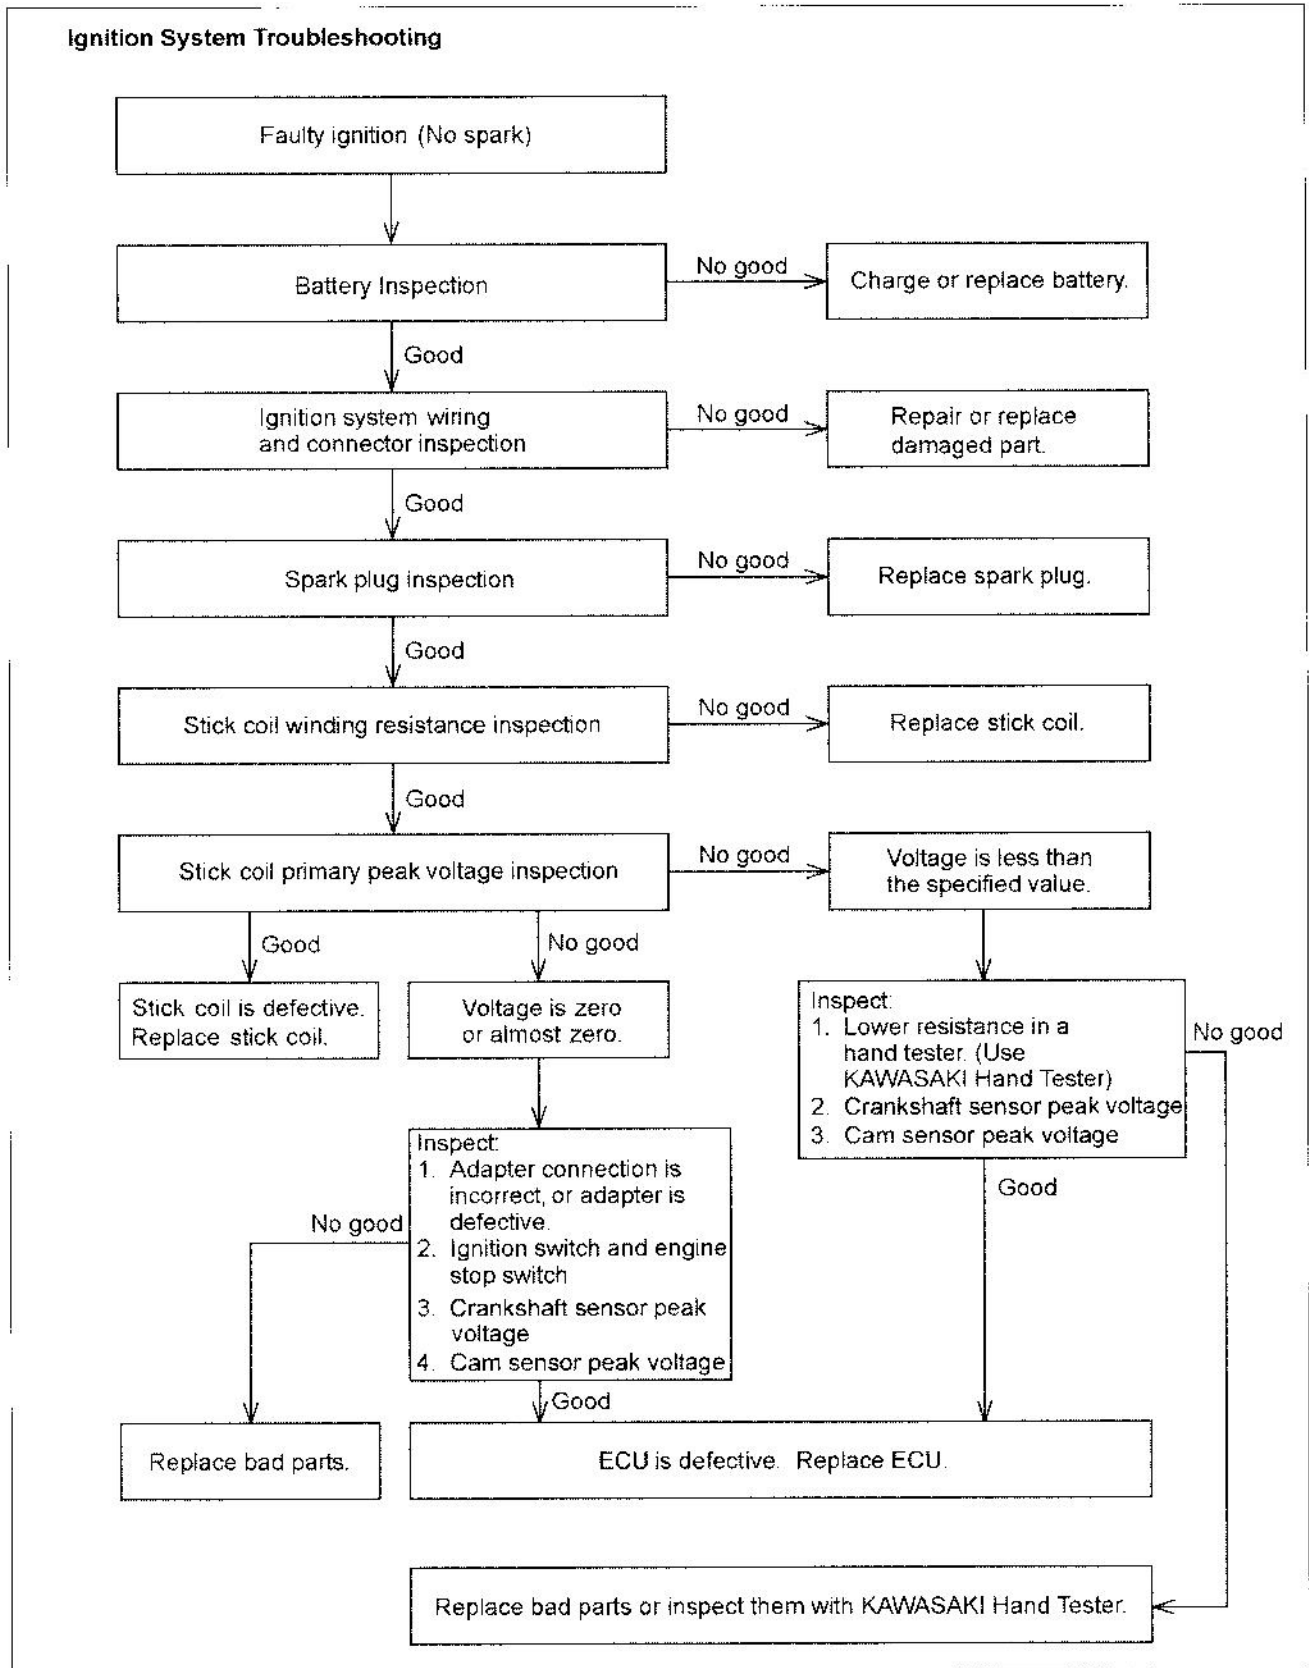 Ignition System Troubleshooting
Faulty ignition (No spark)
Battery Inspection
No good
Charge or replace battery.
Good
Ignition system wiring
and connector inspection
No good
Repair or replace
damaged part.
Good
Spark plug inspection
No good
Replace spark plug.
Good
Stick coil winding resistance inspection
No good
Replace stick coil.
Good
Stick coil primary peak voltage inspection
No good
Voltage is less than
the specified value.
Good
No good
Stick coil is defective.
Replace stick coil.
Voltage is zero
or almost zero.
Inspect:
1. Lower resistance in a
hand tester. (Use
KAWASAKI Hand Tester)
2. Crankshaft sensor peak voltage
3. Cam sensor peak voltage
No good
Good
Inspect:
1. Adapter connection is
incorrect, or adapter is
defective.
2. Ignition switch and engine
stop switch
3. Crankshaft sensor peak
voltage
4. Cam sensor peak voltage
No good
Good
Replace bad parts.
ECU is defective. Replace ECU.
Replace bad parts or inspect them with KAWASAKI Hand Tester.